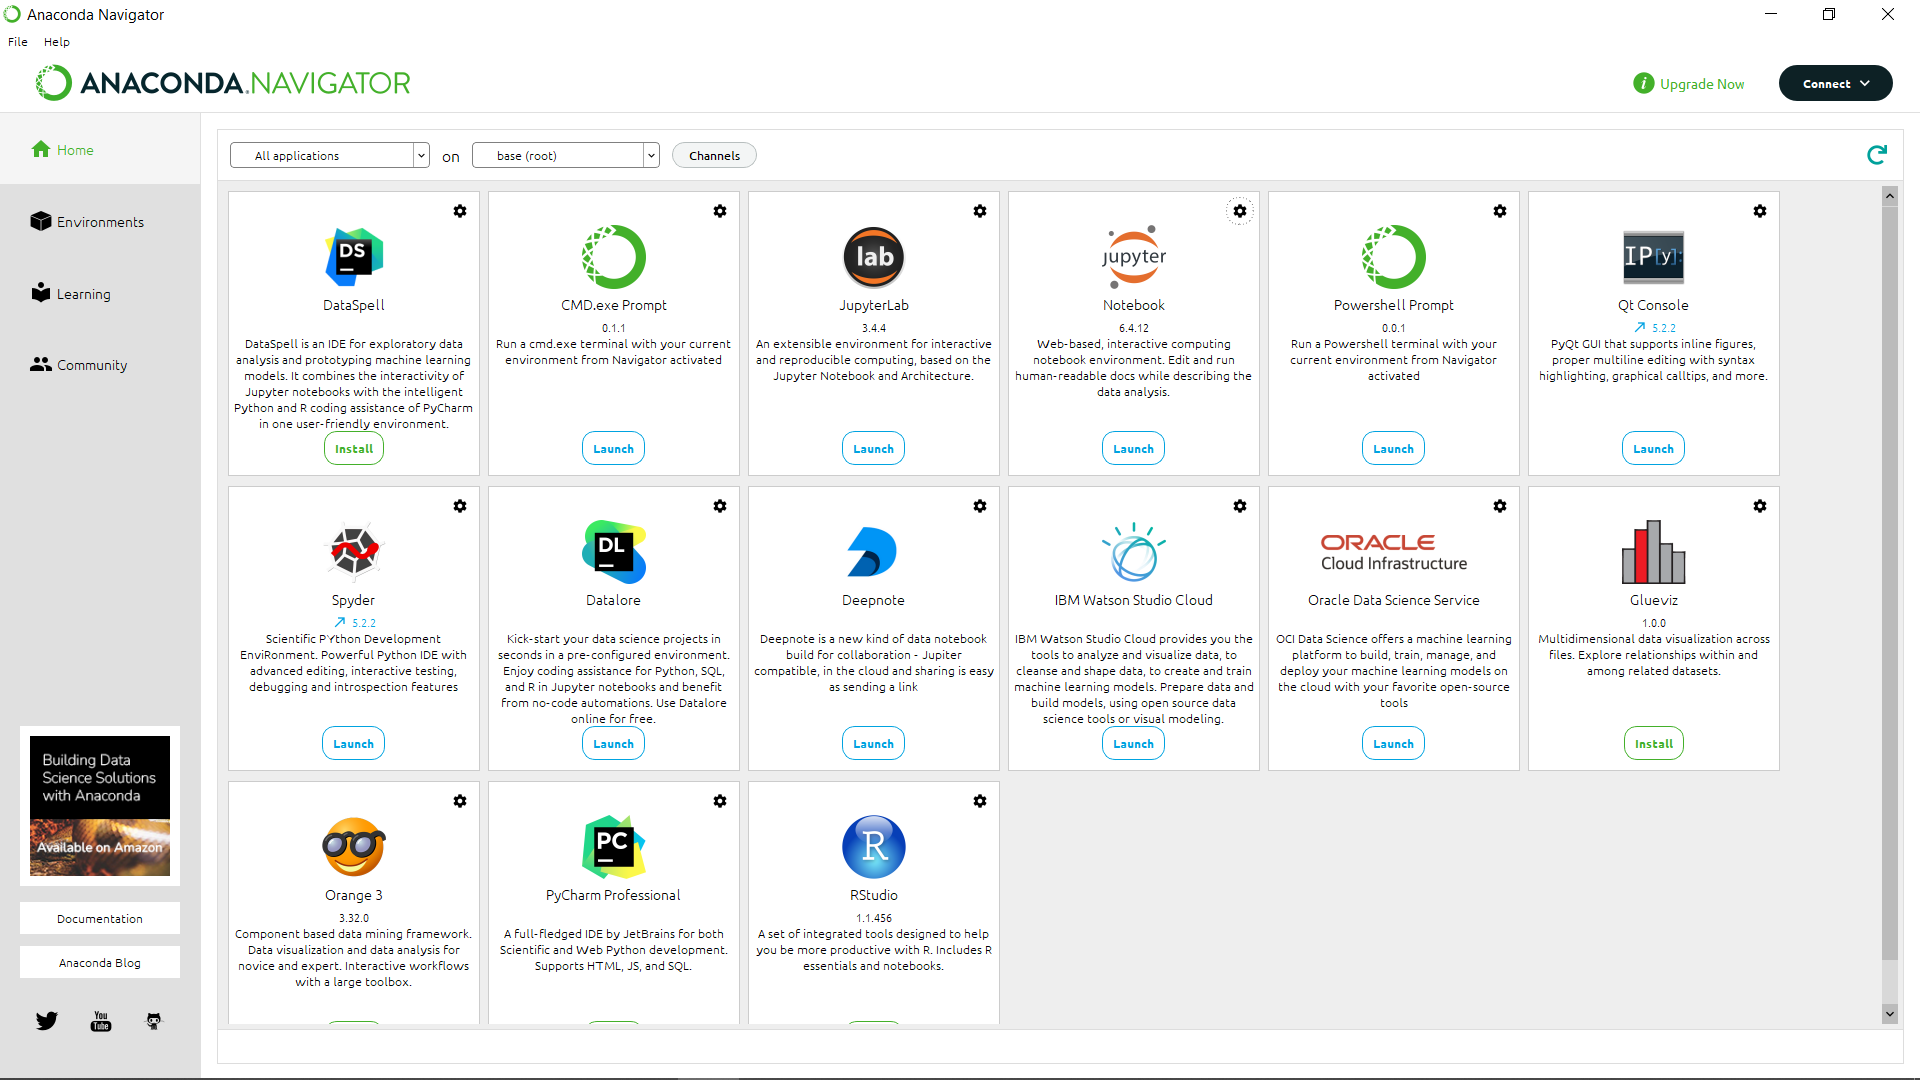 Anaconda Navigator
File Help
ANACONDA.NAVIGATOR
i Upgrade Now
Connect
Home
Environments
Learning
Community
All applications on base (root) Channels
DS
DataSpell
DataSpell is an IDE for exploratory data
analysis and prototyping machine learning
models. It combines the interactivity of
Jupyter notebooks with the intelligent
Python and R coding assistance of PyCharm
in one user-friendly environment.
Install
CMD.exe Prompt
0.1.1
Run a cmd.exe terminal with your current
environment from Navigator activated
Launch
lab
JupyterLab
3.4.4
An extensible environment for interactive
and reproducible computing, based on the
Jupyter Notebook and Architecture.
Launch
jupyter
Notebook
6.4.12
Web-based, interactive computing
notebook environment. Edit and run
human-readable docs while describing the
data analysis.
Launch
Powershell Prompt
0.0.1
Run a Powershell terminal with your
current environment from Navigator
activated
Launch
IP[y]:
Qt Console
5.2.2
PyQt GUI that supports inline figures,
proper multiline editing with syntax
highlighting, graphical calltips, and more.
Launch
Spyder
5.2.2
Scientific PYthon Development
EnviRonment. Powerful Python IDE with
advanced editing, interactive testing,
debugging and introspection features
Launch
DL
Datalore
Kick-start your data science projects in
seconds in a pre-configured environment.
Enjoy coding assistance for Python, SQL,
and R in Jupyter notebooks and benefit
from no-code automations. Use Datalore
online for free.
Launch
Deepnote
Deepnote is a new kind of data notebook
build for collaboration - Jupiter
compatible, in the cloud and sharing is easy
as sending a link
Launch
IBM Watson Studio Cloud
IBM Watson Studio Cloud provides you the
tools to analyze and visualize data, to
cleanse and shape data, to create and train
machine learning models. Prepare data and
build models, using open source data
science tools or visual modeling.
Launch
ORACLE
Cloud Infrastructure
Oracle Data Science Service
OCI Data Science offers a machine learning
platform to build, train, manage, and
deploy your machine learning models on
the cloud with your favorite open-source
tools
Launch
Glueviz
1.0.0
Multidimensional data visualization across
files. Explore relationships within and
among related datasets.
Install
Orange 3
3.32.0
Component based data mining framework.
Data visualization and data analysis for
novice and expert. Interactive workflows
with a large toolbox.
PC
PyCharm Professional
A full-fledged IDE by JetBrains for both
Scientific and Web Python development.
Supports HTML, JS, and SQL.
R
RStudio
1.1.456
A set of integrated tools designed to help
you be more productive with R. Includes R
essentials and notebooks.
Building Data
Science Solutions
with Anaconda
Available on Amazon
Documentation
Anaconda Blog
You
Tube